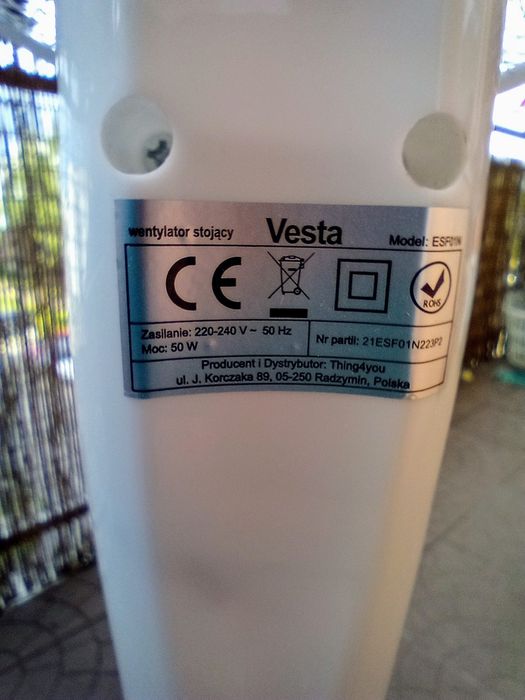 wentylator stojący Vesta Model: ESF01N
CE
ROHS
Zasilanie: 220-240 V ~ 50 Hz
Moc: 50 W
Nr partii: 21ESF01N223P2
Producent i Dystrybutor: Thing4you
ul. J. Korczaka 89, 05-250 Radzymin, Polska